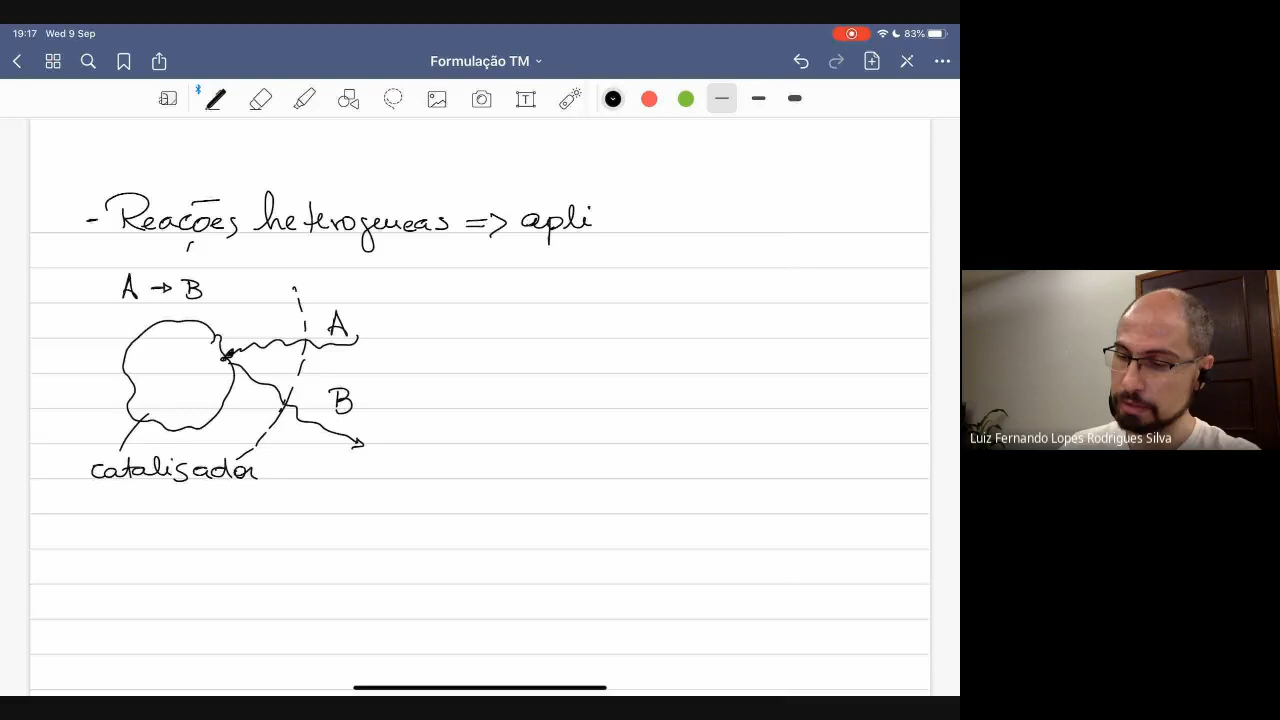 19:17 Wed 9 Sep
83%
Formulação TM
- Reações heterogeneas => apli
A → B
A
B
catalisador
Luiz Fernando Lopes Rodrigues Silva